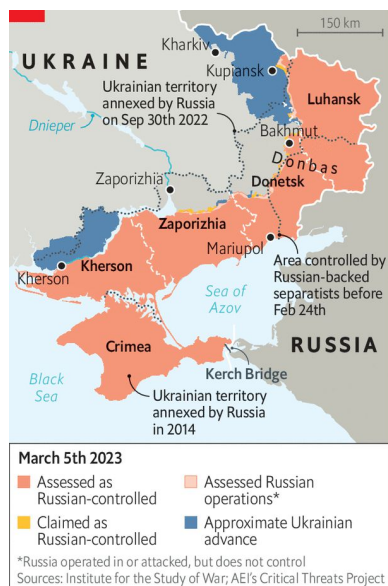 150 km
UKRAINE
Kharkiv
Kupiansk
Ukrainian territory
annexed by Russia
on Sep 30th 2022
Luhansk
Dnieper
Bakhmut
Donbas
Zaporizhia
Donetsk
Zaporizhia
Mariupol
Kherson
Kherson
Area controlled by
Russian-backed
separatists before
Feb 24th
Sea of
Azov
Crimea
RUSSIA
Kerch Bridge
Black
Sea
Ukrainian territory
annexed by Russia
in 2014
March 5th 2023
Assessed as
Russian-controlled
Assessed Russian
operations*
Claimed as
Russian-controlled
Approximate Ukrainian
advance
*Russia operated in or attacked, but does not control
Sources: Institute for the Study of War; AEI's Critical Threats Project